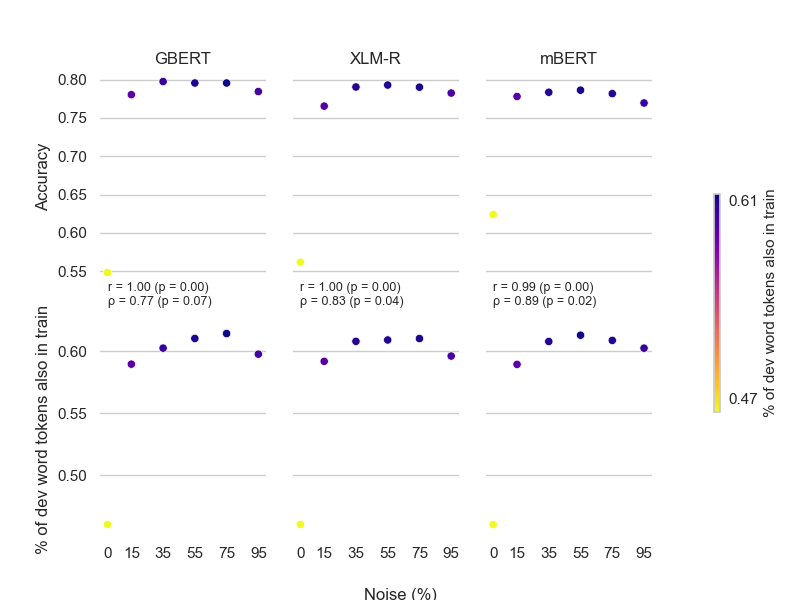 GBERT XLM-R mBERT
0.80
0.75
0.70
0.65
0.60
0.55
Accuracy
r = 1.00 (p = 0.00)
ρ = 0.77 (p = 0.07)
r = 1.00 (p = 0.00)
ρ = 0.83 (p = 0.04)
r = 0.99 (p = 0.00)
ρ = 0.89 (p = 0.02)
0.60
0.55
0.50
% of dev word tokens also in train
0 15 35 55 75 95
0 15 35 55 75 95
0 15 35 55 75 95
Noise (%)
0.61
0.47
% of dev word tokens also in train